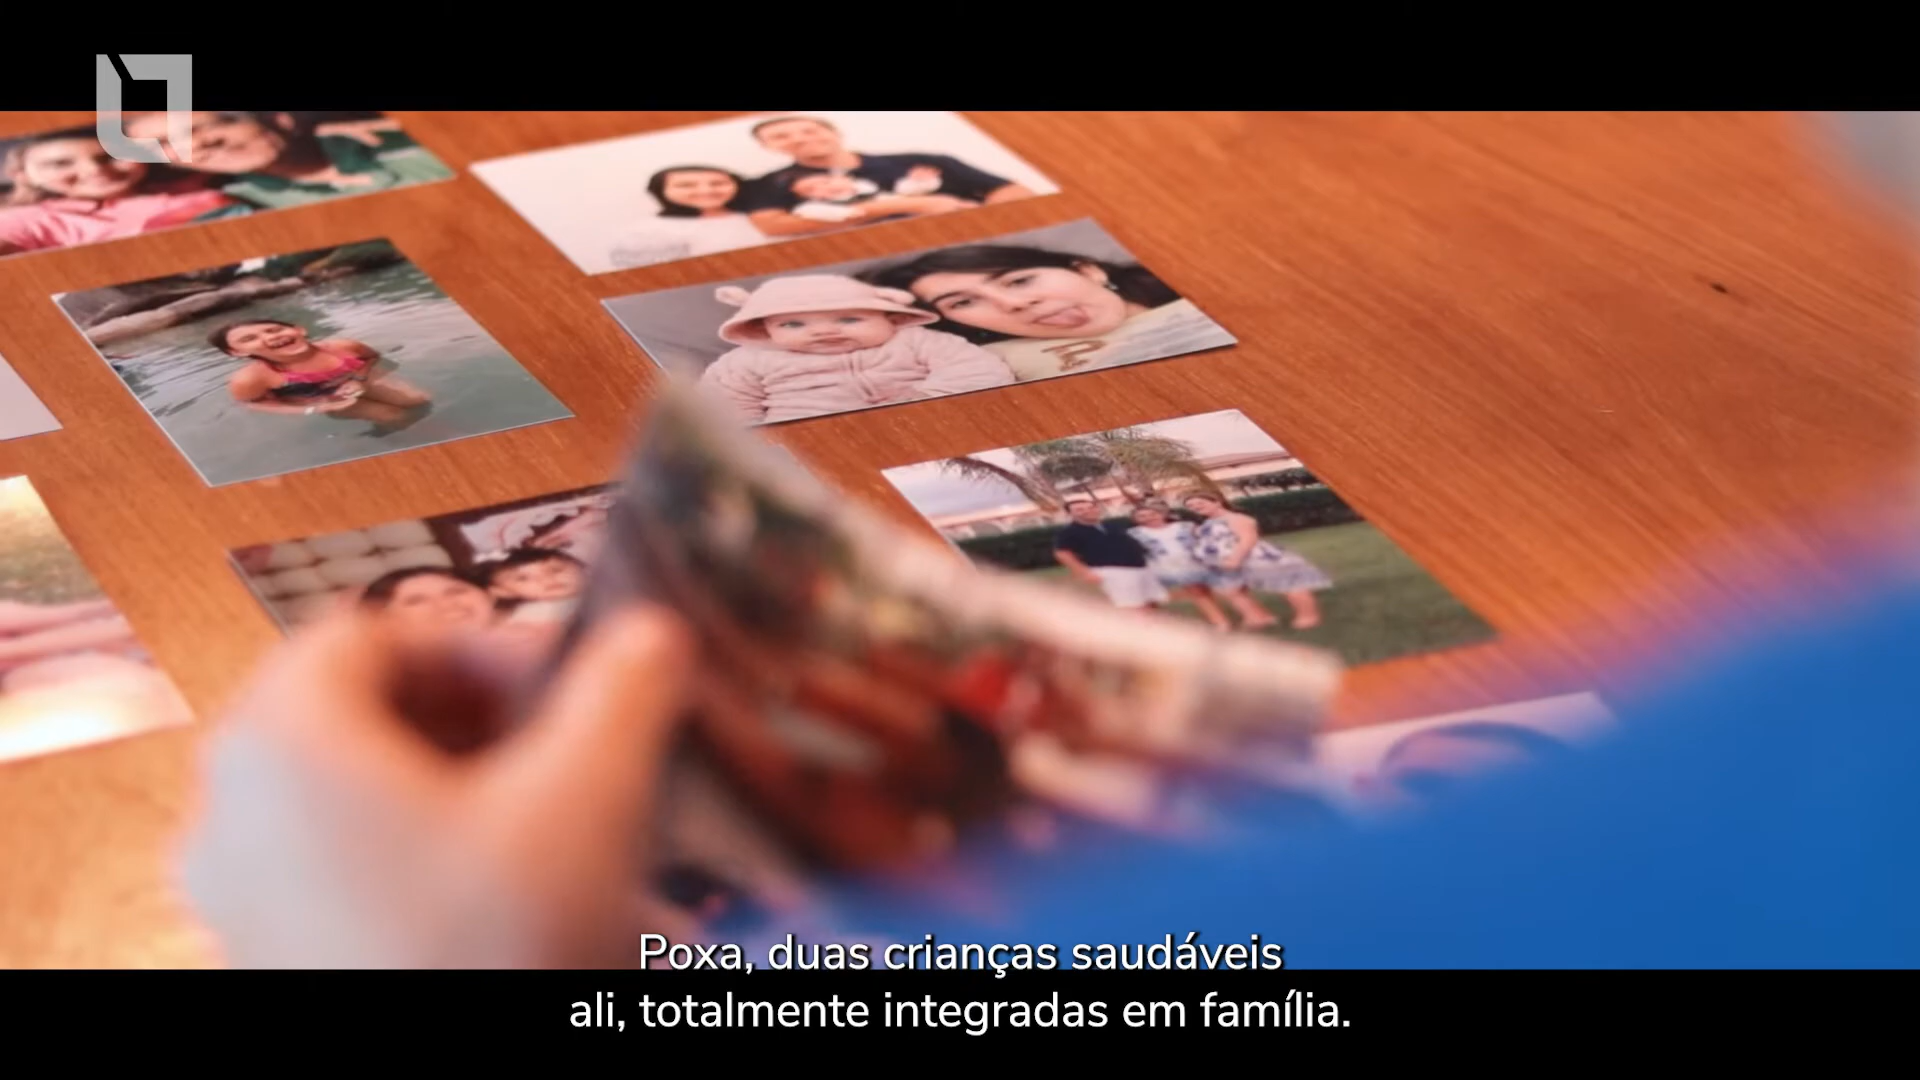 Poxa, duas crianças saudáveis
ali, totalmente integradas em família.